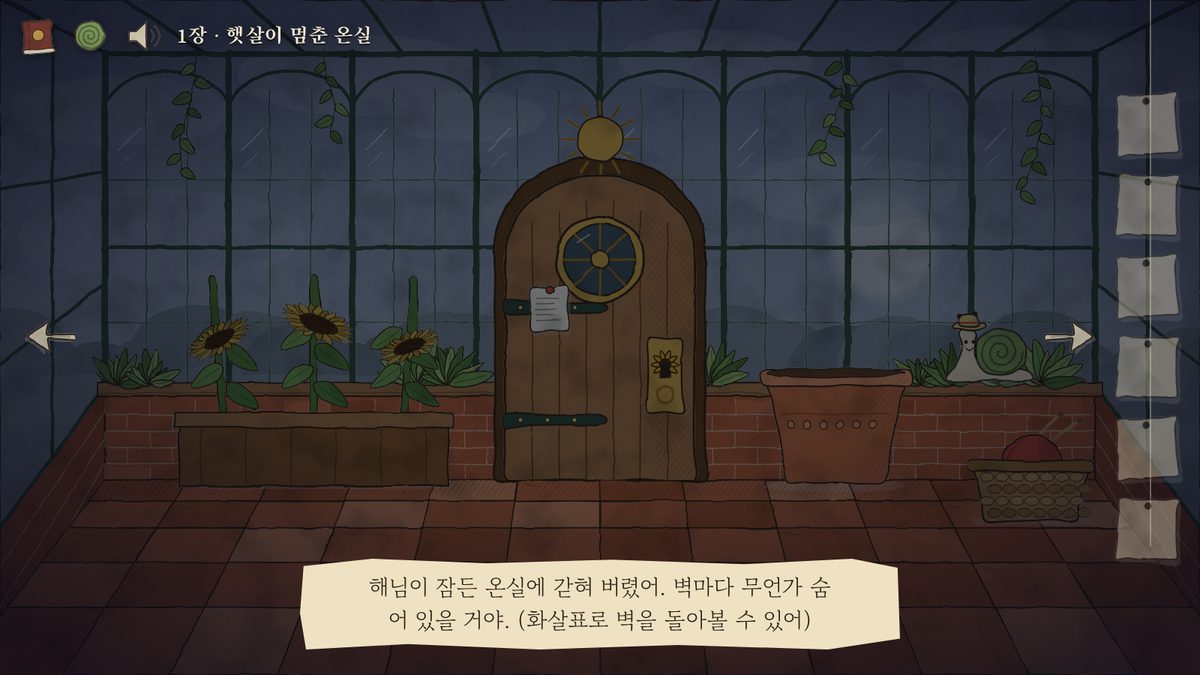 1장 · 햇살이 멈춘 온실
해님이 잠든 온실에 갇혀 버렸어. 벽마다 무언가 숨
어 있을 거야. (화살표로 벽을 돌아볼 수 있어)